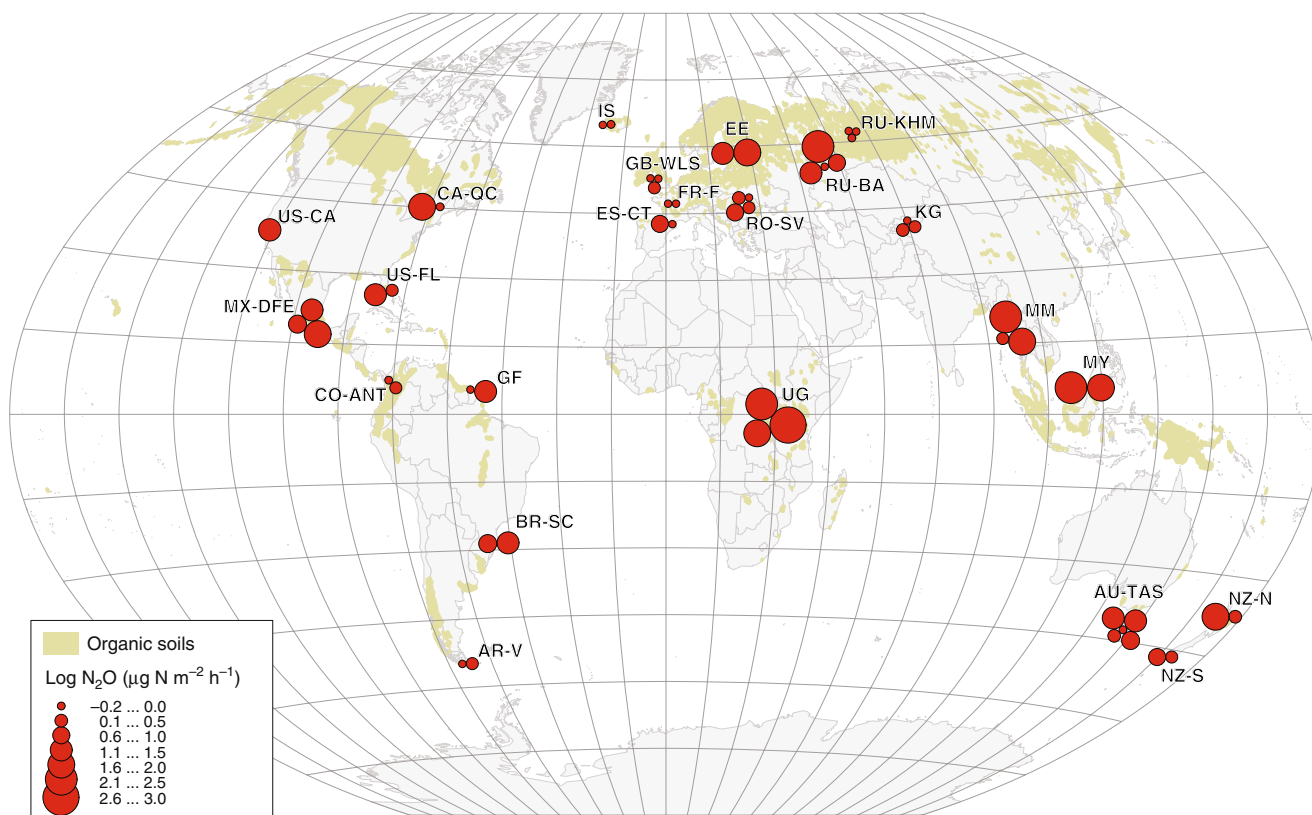 IS
EE
RU-KHM
GB-WLS
FR-F
RU-BA
CA-QC
US-CA
ES-CT
RO-SV
KG
US-FL
MX-DFE
MM
CO-ANT
GF
UG
MY
BR-SC
AU-TAS
NZ-N
AR-V
NZ-S
Organic soils
Log N₂O (µg N m⁻² h⁻¹)
–0.2 ... 0.0
0.1 ... 0.5
0.6 ... 1.0
1.1 ... 1.5
1.6 ... 2.0
2.1 ... 2.5
2.6 ... 3.0